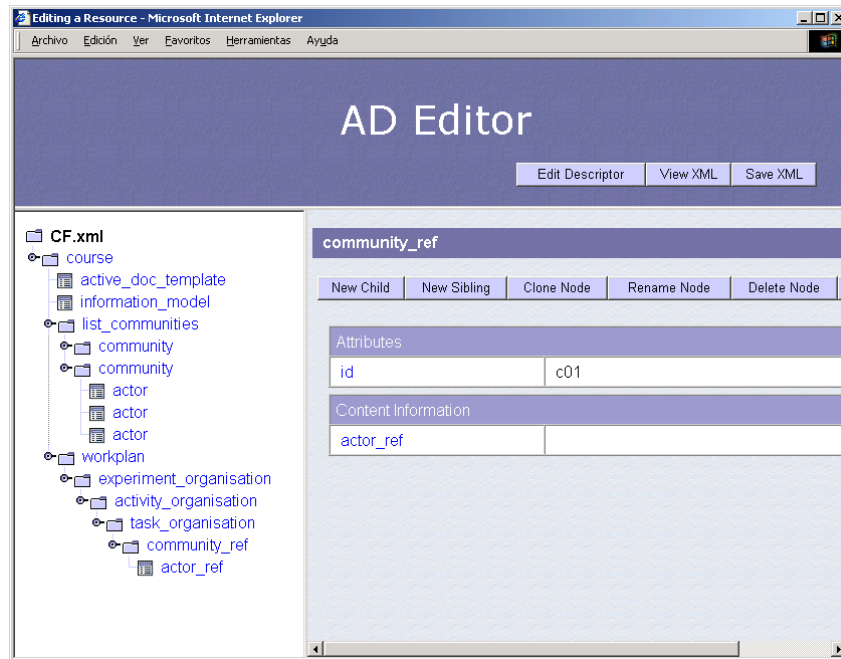 Editing a Resource - Microsoft Internet Explorer
Archivo Edición Ver Favoritos Herramientas Ayuda
AD Editor
Edit Descriptor View XML Save XML
CF.xml
course
active_doc_template
information_model
list_communities
community
community
actor
actor
actor
workplan
experiment_organisation
activity_organisation
task_organisation
community_ref
actor_ref
community_ref
New Child New Sibling Clone Node Rename Node Delete Node
Attributes
id c01
Content Information
actor_ref